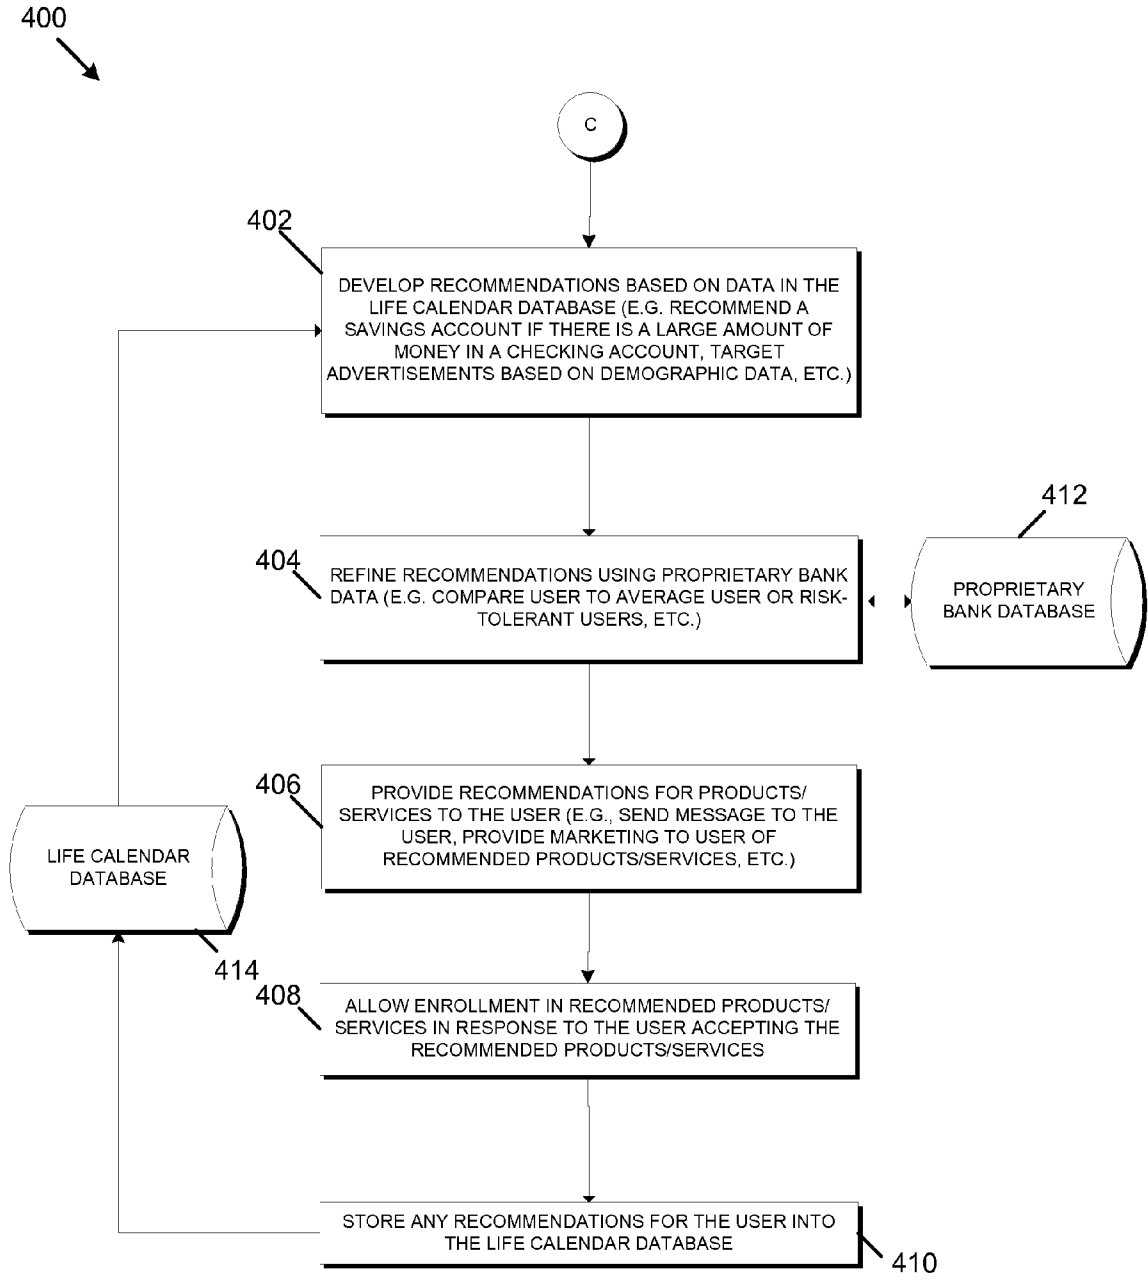 400
C
402
DEVELOP RECOMMENDATIONS BASED ON DATA IN THE
LIFE CALENDAR DATABASE (E.G. RECOMMEND A
SAVINGS ACCOUNT IF THERE IS A LARGE AMOUNT OF
MONEY IN A CHECKING ACCOUNT, TARGET
ADVERTISEMENTS BASED ON DEMOGRAPHIC DATA, ETC.)
412
404
REFINE RECOMMENDATIONS USING PROPRIETARY BANK
DATA (E.G. COMPARE USER TO AVERAGE USER OR RISK-
TOLERANT USERS, ETC.)
PROPRIETARY
BANK DATABASE
406
PROVIDE RECOMMENDATIONS FOR PRODUCTS/
SERVICES TO THE USER (E.G., SEND MESSAGE TO THE
USER, PROVIDE MARKETING TO USER OF
RECOMMENDED PRODUCTS/SERVICES, ETC.)
LIFE CALENDAR
DATABASE
414
408
ALLOW ENROLLMENT IN RECOMMENDED PRODUCTS/
SERVICES IN RESPONSE TO THE USER ACCEPTING THE
RECOMMENDED PRODUCTS/SERVICES
STORE ANY RECOMMENDATIONS FOR THE USER INTO
THE LIFE CALENDAR DATABASE
410